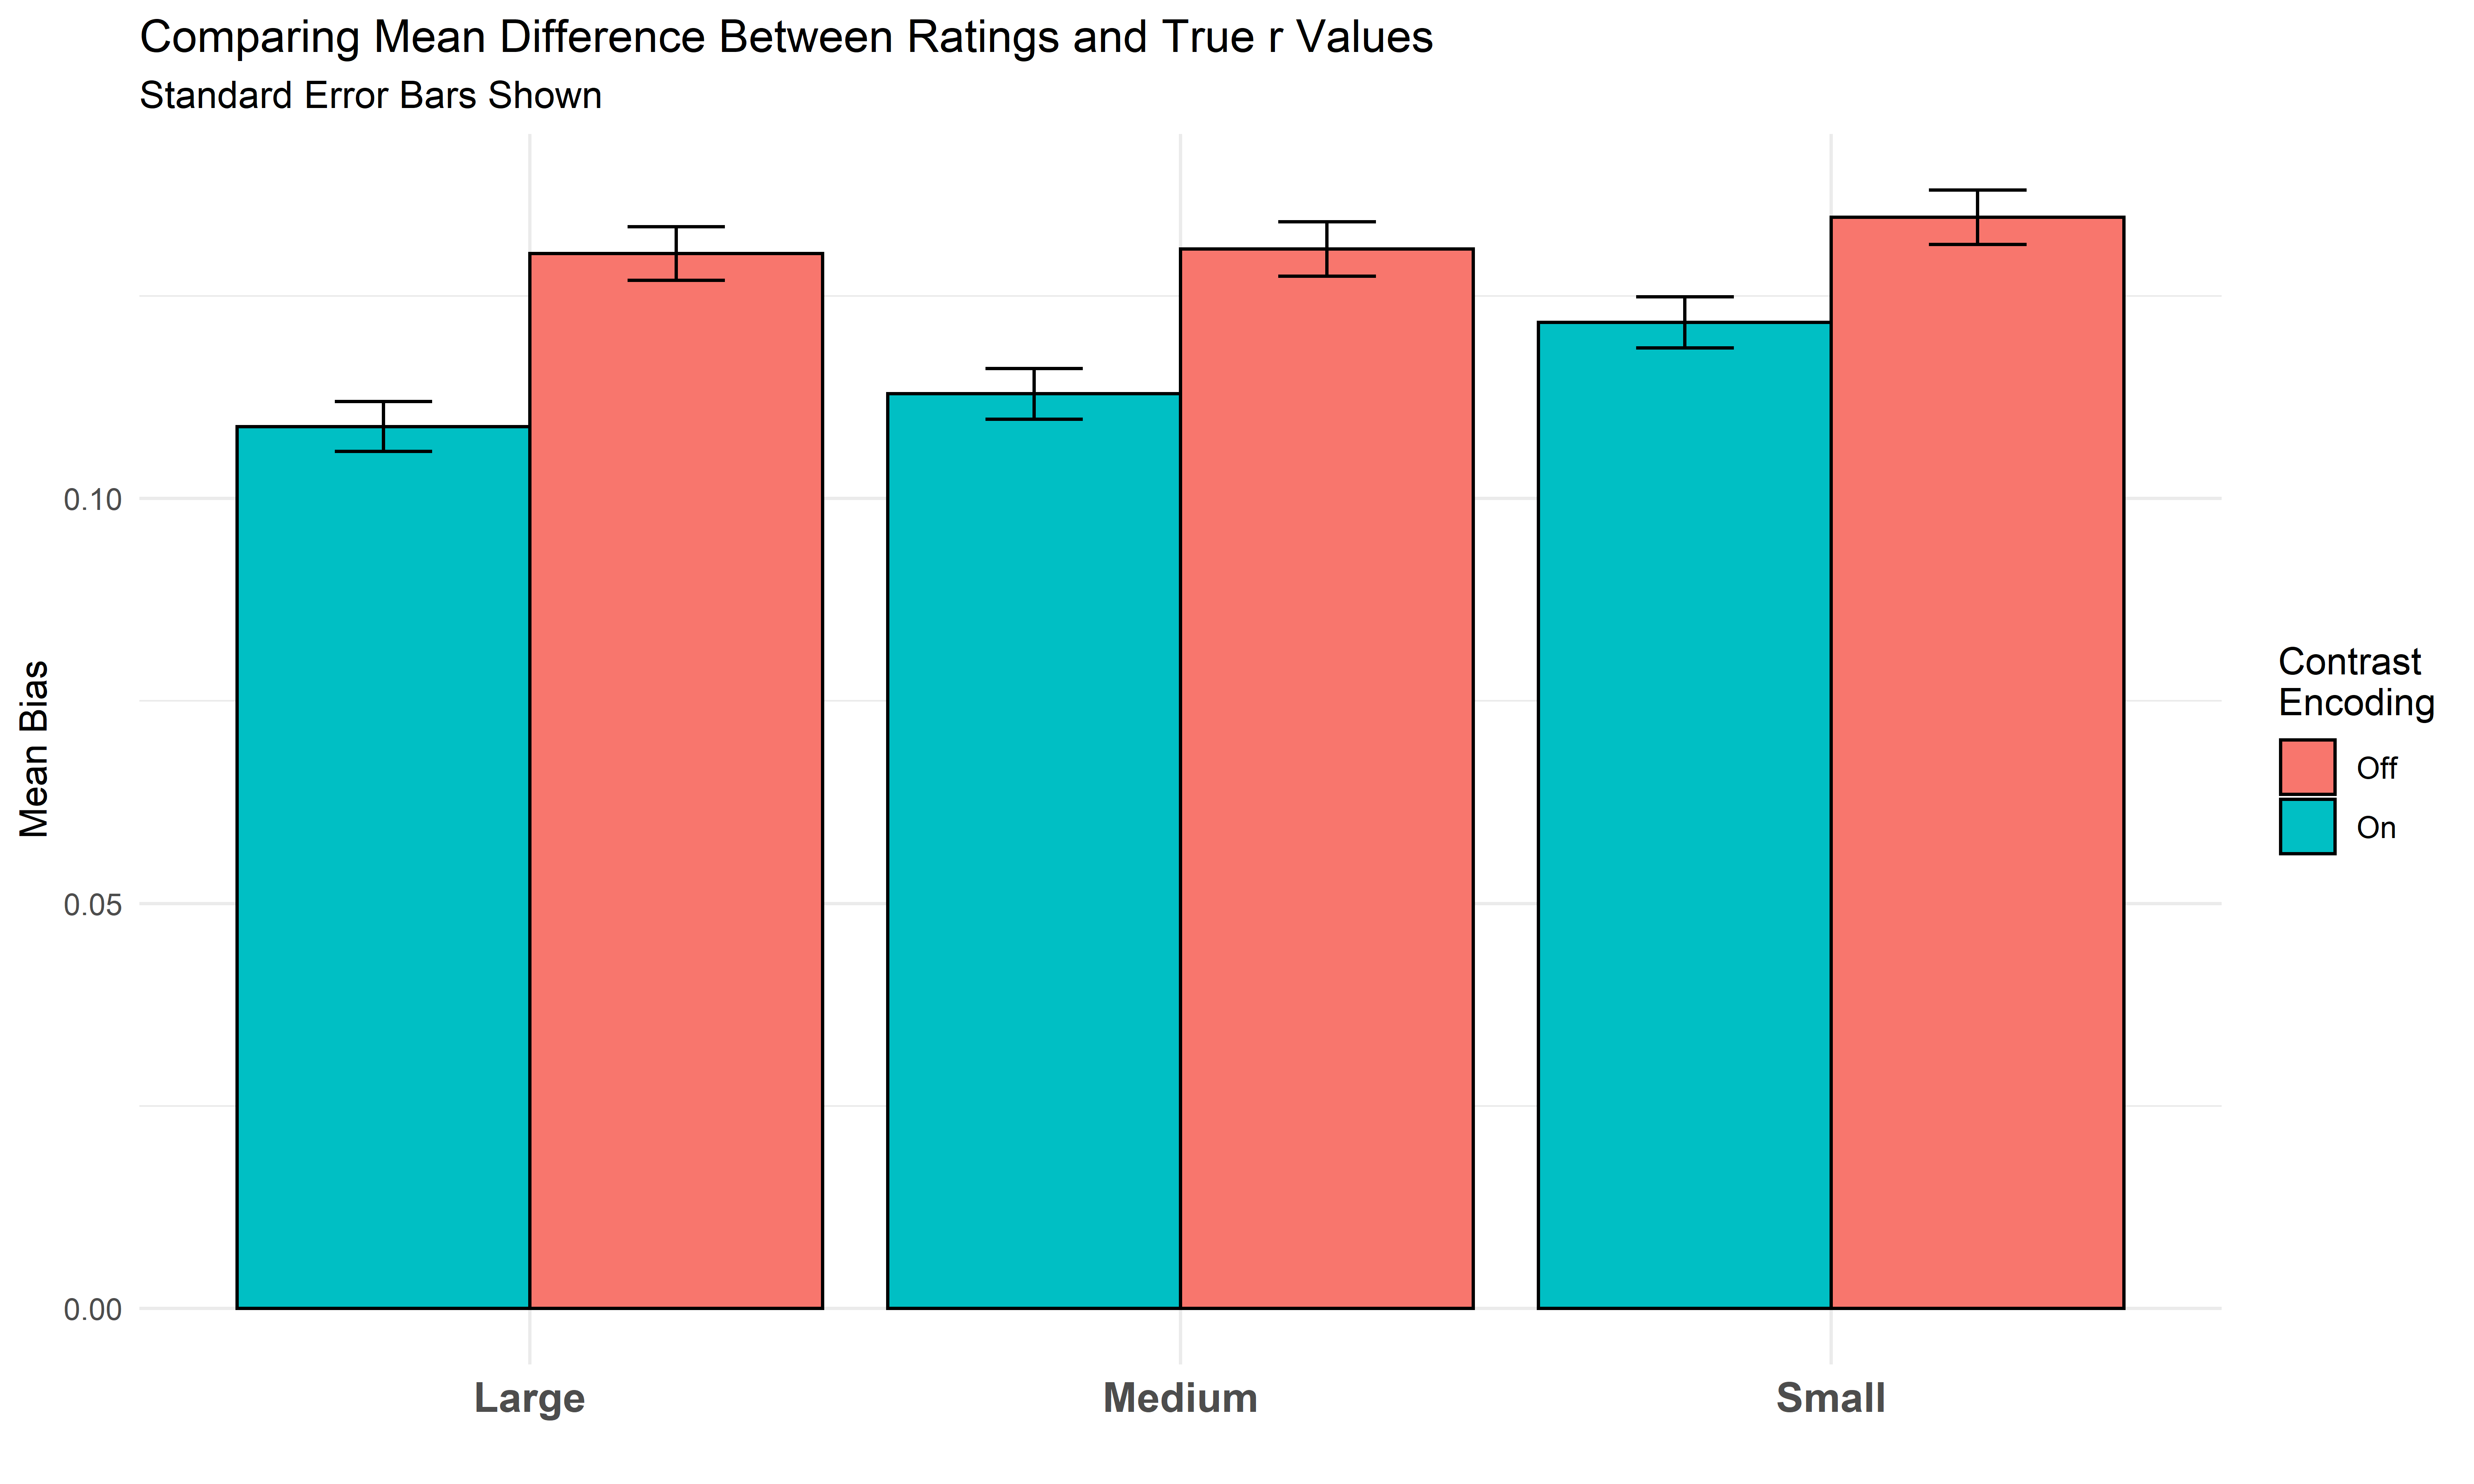 Comparing Mean Difference Between Ratings and True r Values
Standard Error Bars Shown
Mean Bias
0.10
0.05
0.00
Large
Medium
Small
Contrast
Encoding
Off
On